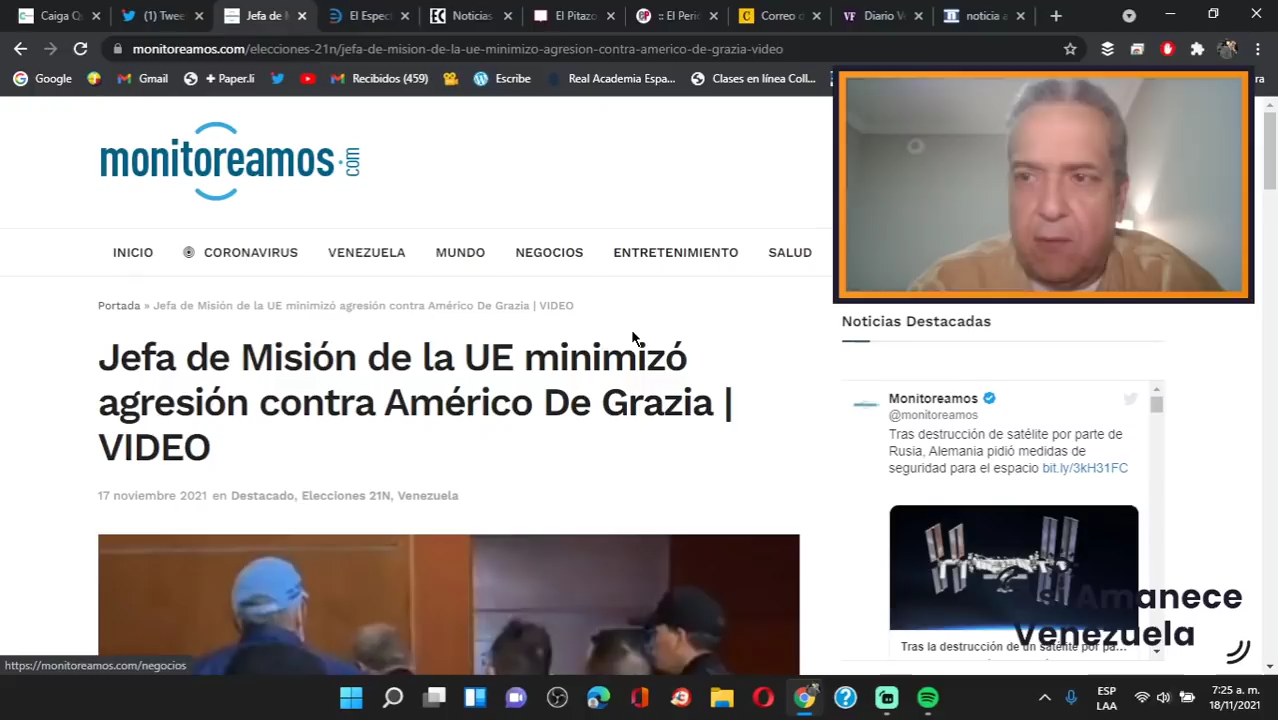 Caiga Q
(1) Twee
Jefa de
El Espec
Noticias
El Pitazo
:: El Peri
Correo d
Diario V
noticia a
monitoreamos.com/elecciones-21n/jefa-de-mision-de-la-ue-minimizo-agresion-contra-americo-de-grazia-video
Google
Gmail
+ Paper.li
Recibidos (459)
Escribe
Real Academia Espa...
Clases en línea Coll...
monitoreamos.com
INICIO
CORONAVIRUS
VENEZUELA
MUNDO
NEGOCIOS
ENTRETENIMIENTO
SALUD
Portada » Jefa de Misión de la UE minimizó agresión contra Américo De Grazia | VIDEO
Jefa de Misión de la UE minimizó
agresión contra Américo De Grazia |
VIDEO
17 noviembre 2021 en Destacado, Elecciones 21N, Venezuela
Noticias Destacadas
Monitoreamos
@monitoreamos
Tras destrucción de satélite por parte de
Rusia, Alemania pidió medidas de
seguridad para el espacio bit.ly/3kH31FC
Tras la destrucción de un satélite por pa...
Amanece
Venezuela
https://monitoreamos.com/negocios
ESP
LAA
7:25 a. m.
18/11/2021